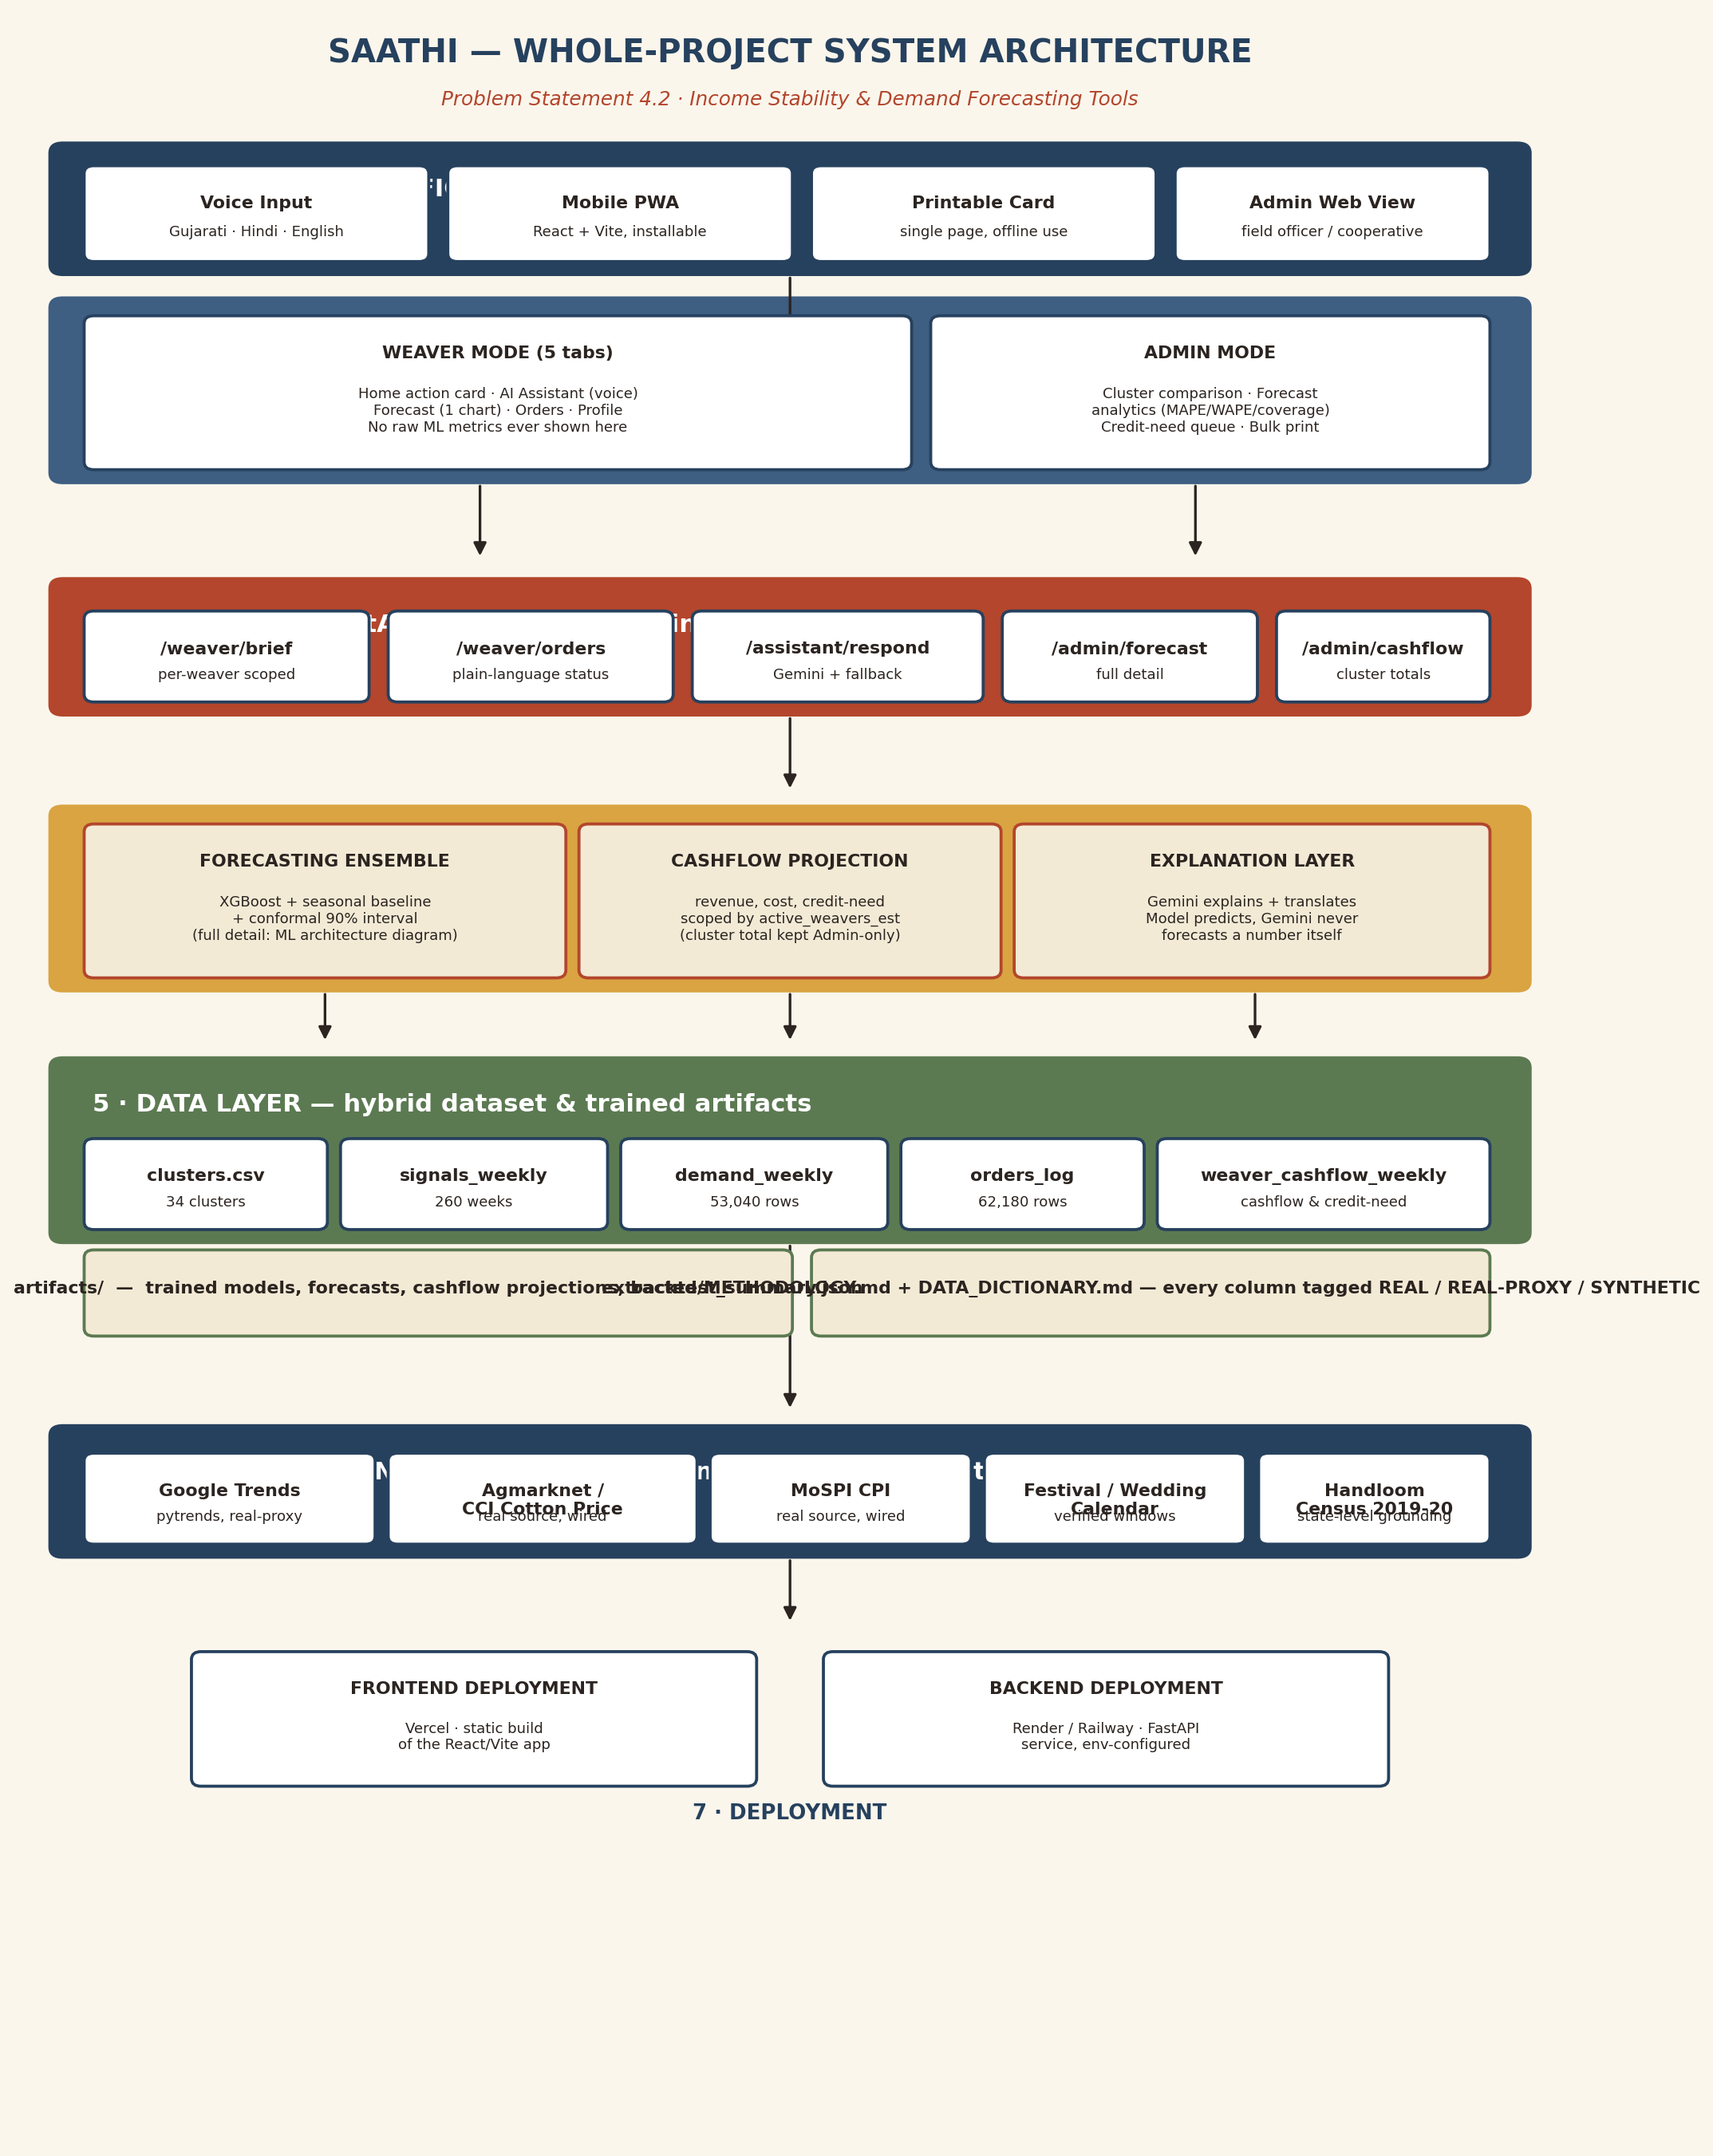 SAATHI — WHOLE-PROJECT SYSTEM ARCHITECTURE
Problem Statement 4.2 · Income Stability & Demand Forecasting Tools
Voice Input
Gujarati · Hindi · English
Mobile PWA
React + Vite, installable
Printable Card
single page, offline use
Admin Web View
field officer / cooperative
WEAVER MODE (5 tabs)
Home action card · AI Assistant (voice)
Forecast (1 chart) · Orders · Profile
No raw ML metrics ever shown here
ADMIN MODE
Cluster comparison · Forecast
analytics (MAPE/WAPE/coverage)
Credit-need queue · Bulk print
/weaver/brief
per-weaver scoped
/weaver/orders
plain-language status
/assistant/respond
Gemini + fallback
/admin/forecast
full detail
/admin/cashflow
cluster totals
FORECASTING ENSEMBLE
XGBoost + seasonal baseline
+ conformal 90% interval
(full detail: ML architecture diagram)
CASHFLOW PROJECTION
revenue, cost, credit-need
scoped by active_weavers_est
(cluster total kept Admin-only)
EXPLANATION LAYER
Gemini explains + translates
Model predicts, Gemini never
forecasts a number itself
5 · DATA LAYER — hybrid dataset & trained artifacts
clusters.csv
34 clusters
signals_weekly
260 weeks
demand_weekly
53,040 rows
orders_log
62,180 rows
weaver_cashflow_weekly
cashflow & credit-need
artifacts/ — trained models, forecasts, cashflow projections,
+ DATA_DICTIONARY.md — every column tagged REAL / REAL-PROXY / SYNTHETIC
Google Trends
pytrends, real-proxy
Agmarknet /
CCI Cotton Price
real source, wired
MoSPI CPI
real source, wired
Festival / Wedding
Calendar
verified windows
Handloom
Census 2019-20
state-level grounding
FRONTEND DEPLOYMENT
Vercel · static build
of the React/Vite app
BACKEND DEPLOYMENT
Render / Railway · FastAPI
service, env-configured
7 · DEPLOYMENT